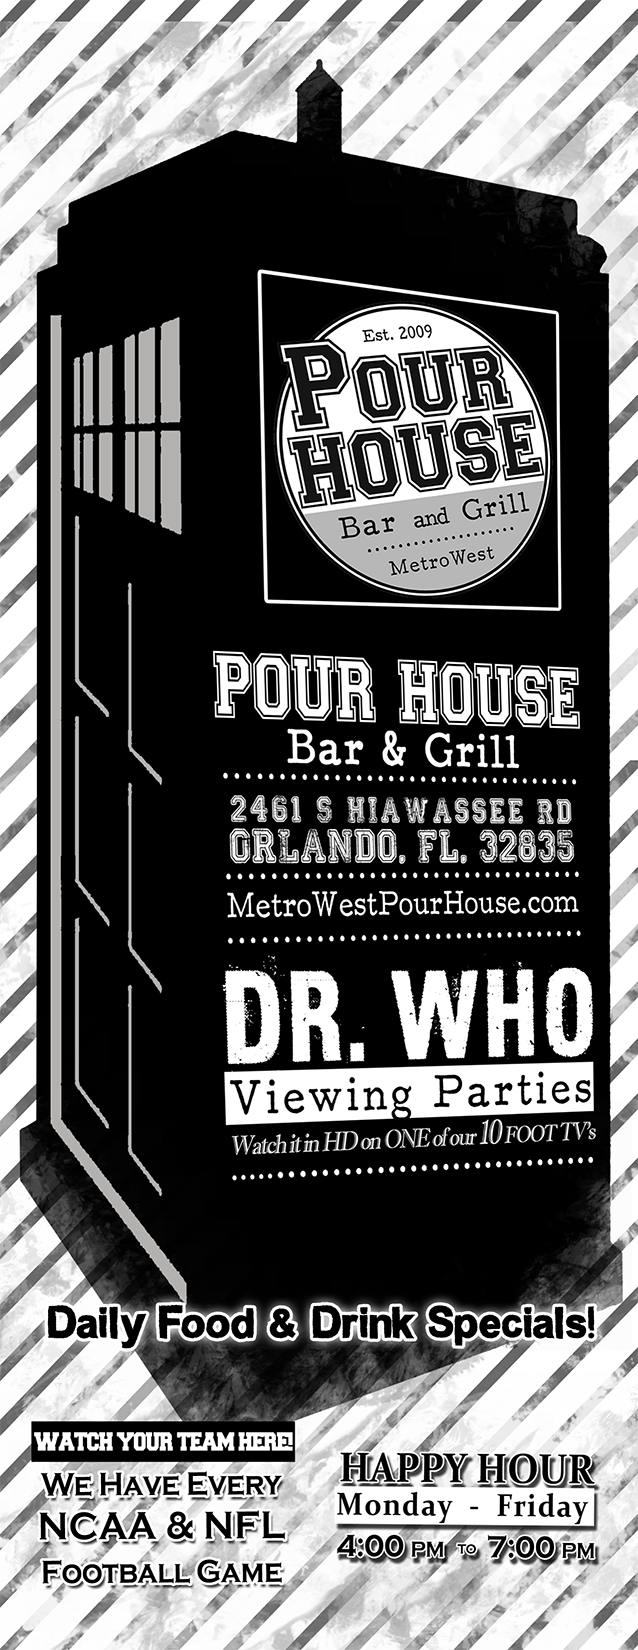 Est. 2009
POUR
HOUSE
Bar and Grill
MetroWest
POUR HOUSE
Bar & Grill
2461 S HIAWASSEE RD
ORLANDO, FL. 32835
MetroWestPourHouse.com
DR. WHO
Viewing Parties
Watch it in HD on ONE of our 10 FOOT TV's
Daily Food & Drink Specials!
WATCH YOUR TEAM HERE!
WE HAVE EVERY
NCAA & NFL
FOOTBALL GAME
HAPPY HOUR
Monday - Friday
4:00 PM TO 7:00 PM